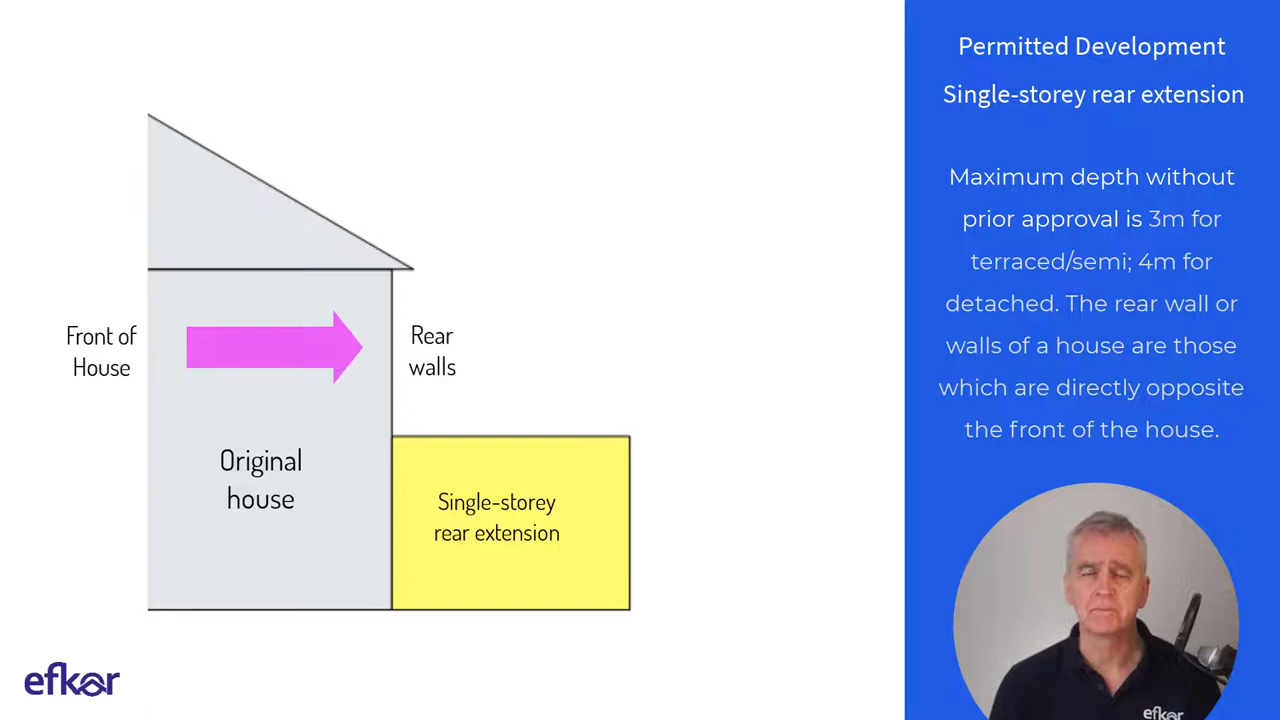 Permitted Development
Single-storey rear extension
Maximum depth without
prior approval is 3m for
terraced/semi; 4m for
detached. The rear wall or
walls of a house are those
which are directly opposite
the front of the house.
Front of
House
Rear
walls
Original
house
Single-storey
rear extension
efkor
efkor